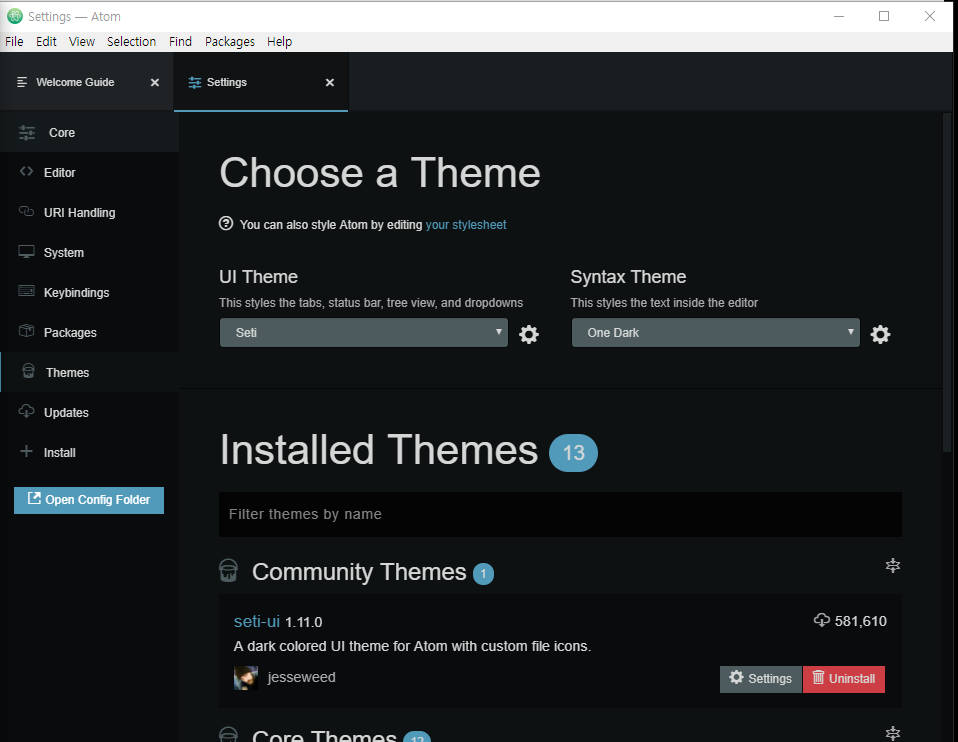 Settings — Atom
File Edit View Selection Find Packages Help
Welcome Guide
Settings
Core
Editor
URI Handling
System
Keybindings
Packages
Themes
Updates
Install
Open Config Folder
Choose a Theme
You can also style Atom by editing your stylesheet
UI Theme
This styles the tabs, status bar, tree view, and dropdowns
Seti
Syntax Theme
This styles the text inside the editor
One Dark
Installed Themes 13
Filter themes by name
Community Themes 1
seti-ui 1.11.0
581,610
A dark colored UI theme for Atom with custom file icons.
jesseweed
Settings
Uninstall
Core Themes 12